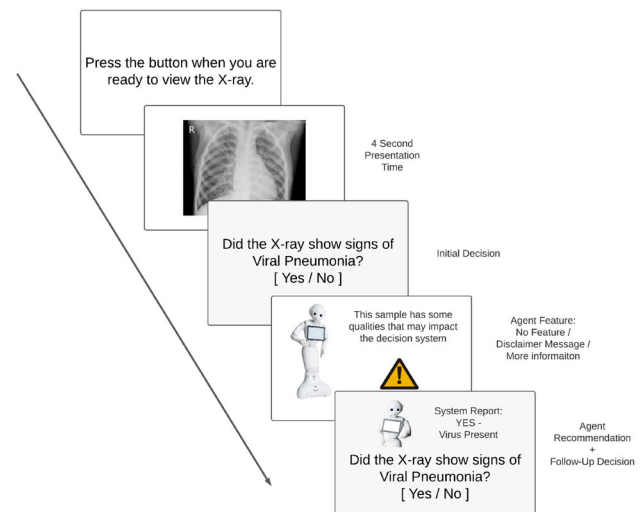 Press the button when you are
ready to view the X-ray.
R
4 Second
Presentation
Time
Did the X-ray show signs of
Viral Pneumonia?
[ Yes / No ]
Initial Decision
This sample has some
qualities that may impact
the decision system
Agent Feature:
No Feature /
Disclaimer Message /
More informaiton
System Report:
YES -
Virus Present
Did the X-ray show signs of
Viral Pneumonia?
[ Yes / No ]
Agent
Recommendation
+
Follow-Up Decision